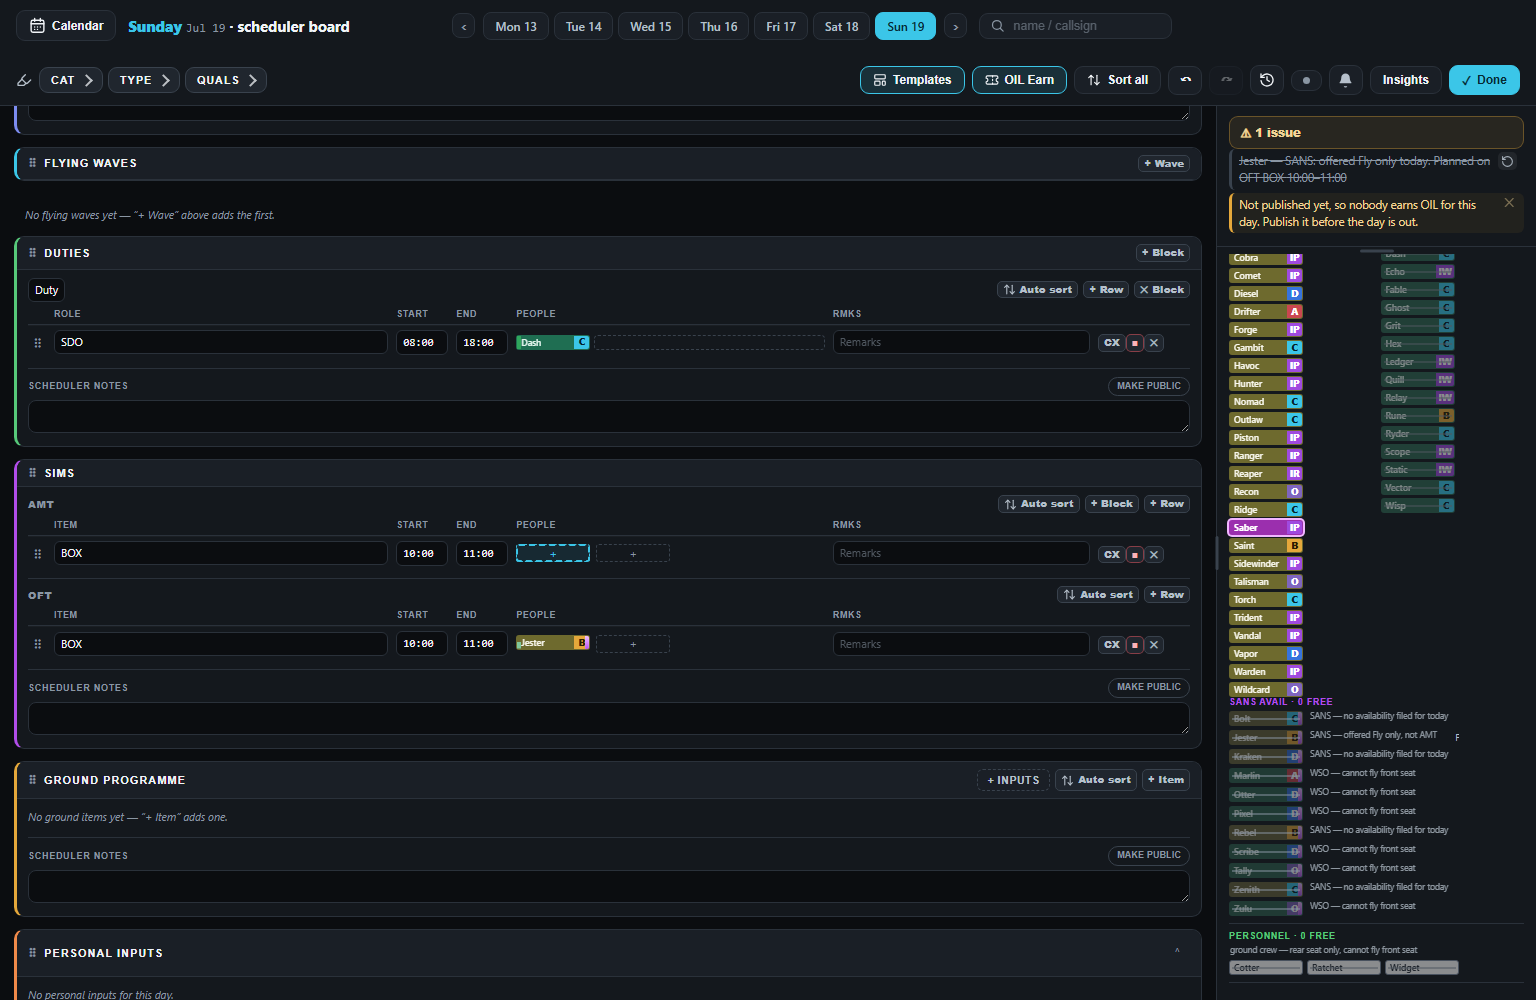 Calendar
Sunday Jul 19 · scheduler board
‹ Mon 13 Tue 14 Wed 15 Thu 16 Fri 17 Sat 18 Sun 19 ›
name / callsign
CAT TYPE QUALS
Templates OIL Earn Sort all Insights ✓ Done
FLYING WAVES
+ Wave
No flying waves yet — "+ Wave" above adds the first.
DUTIES
+ Block
Duty
Auto sort + Row ✕ Block
ROLE START END PEOPLE RMKS
SDO 08:00 18:00 Dash C Remarks CX ✕
SCHEDULER NOTES MAKE PUBLIC
SIMS
AMT Auto sort + Block + Row
ITEM START END PEOPLE RMKS
BOX 10:00 11:00 + + Remarks CX ✕
OFT Auto sort + Row
ITEM START END PEOPLE RMKS
BOX 10:00 11:00 Jester B + Remarks CX ✕
SCHEDULER NOTES MAKE PUBLIC
GROUND PROGRAMME
+ INPUTS Auto sort + Item
No ground items yet — "+ Item" adds one.
SCHEDULER NOTES MAKE PUBLIC
PERSONAL INPUTS
No personal inputs for this day.
⚠ 1 issue
Jester — SANS: offered Fly only today. Planned on
OFT BOX 10:00–11:00
Not published yet, so nobody earns OIL for this
day. Publish it before the day is out.
Cobra IP
Comet IP
Diesel D
Drifter A
Forge IP
Gambit C
Havoc IP
Hunter IP
Nomad C
Outlaw C
Piston IP
Ranger IP
Reaper IR
Recon O
Ridge C
Saber IP
Saint B
Sidewinder IP
Talisman O
Torch C
Trident IP
Vandal IP
Vapor D
Warden IP
Wildcard O
Dash C
Echo IW
Fable C
Ghost C
Grit C
Hex C
Ledger IW
Quill IW
Relay IW
Rune B
Ryder C
Scope IW
Static IW
Vector C
Wisp C
SANS AVAIL · 0 FREE
Bolt C SANS — no availability filed for today
Jester B SANS — offered Fly only, not AMT F
Kraken D SANS — no availability filed for today
Marlin A WSO — cannot fly front seat
Otter D WSO — cannot fly front seat
Pixel D WSO — cannot fly front seat
Rebel B SANS — no availability filed for today
Scribe D WSO — cannot fly front seat
Tally O WSO — cannot fly front seat
Zenith C SANS — no availability filed for today
Zulu O WSO — cannot fly front seat
PERSONNEL · 0 FREE
ground crew — rear seat only, cannot fly front seat
Cotter Ratchet Widget